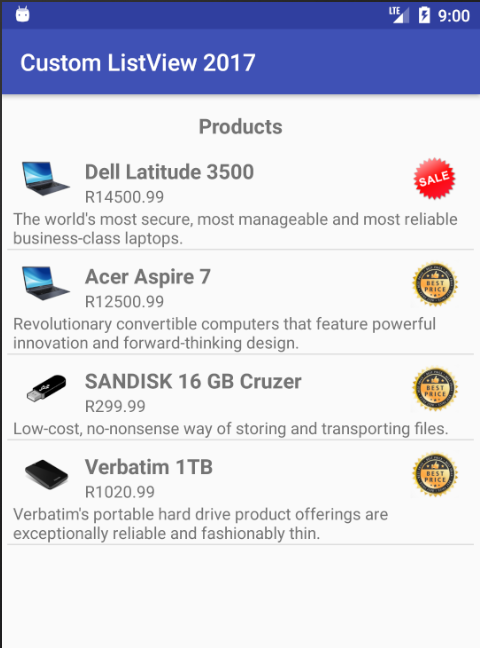 LTE 9:00
Custom ListView 2017
Products
Dell Latitude 3500
SALE
R14500.99
The world's most secure, most manageable and most reliable
business-class laptops.
Acer Aspire 7
BEST
PRICE
R12500.99
Revolutionary convertible computers that feature powerful
innovation and forward-thinking design.
SANDISK 16 GB Cruzer
BEST
PRICE
R299.99
Low-cost, no-nonsense way of storing and transporting files.
Verbatim 1TB
BEST
PRICE
R1020.99
Verbatim's portable hard drive product offerings are
exceptionally reliable and fashionably thin.